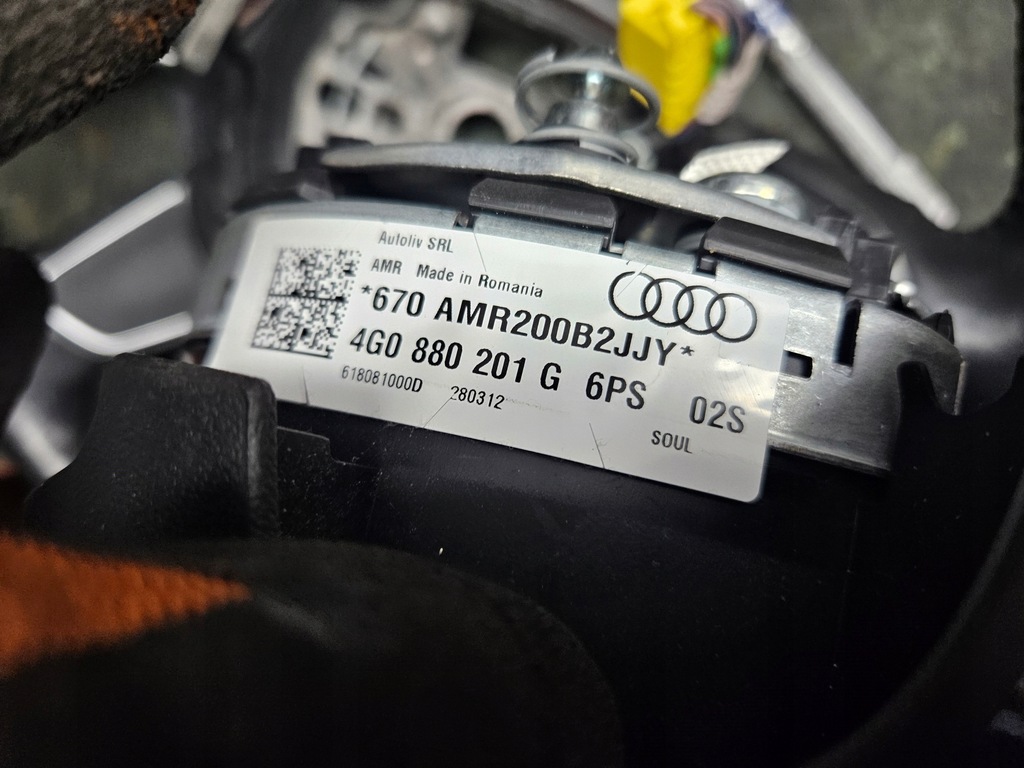 Autoliv SRL
AMR Made in Romania
*670 AMR200B2JJY*
4G0 880 201 G 6PS 02S
618081000D 280312
SOUL